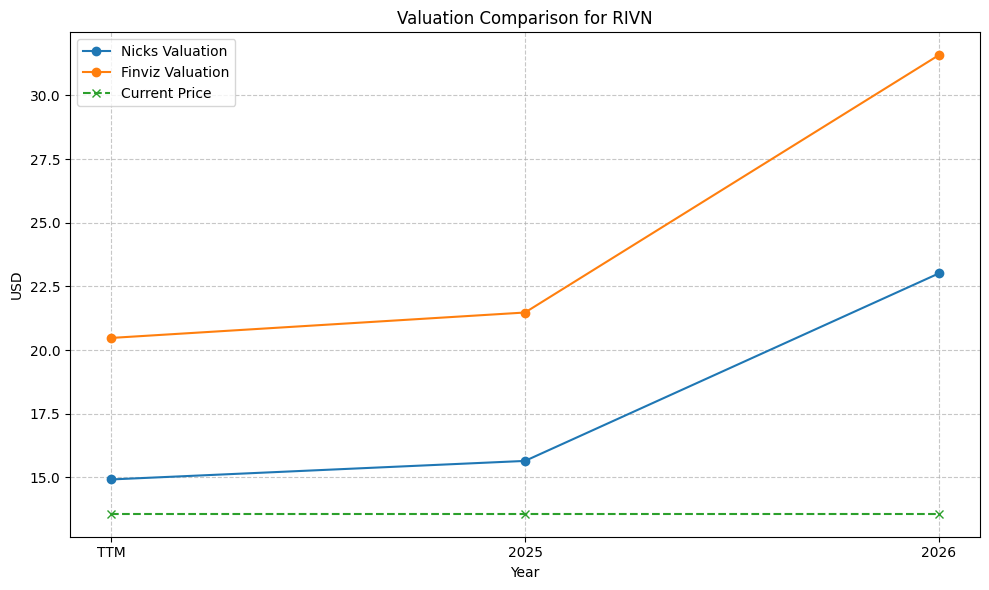 Valuation Comparison for RIVN
Nicks Valuation
Finviz Valuation
Current Price
USD
30.0
27.5
25.0
22.5
20.0
17.5
15.0
TTM
2025
2026
Year